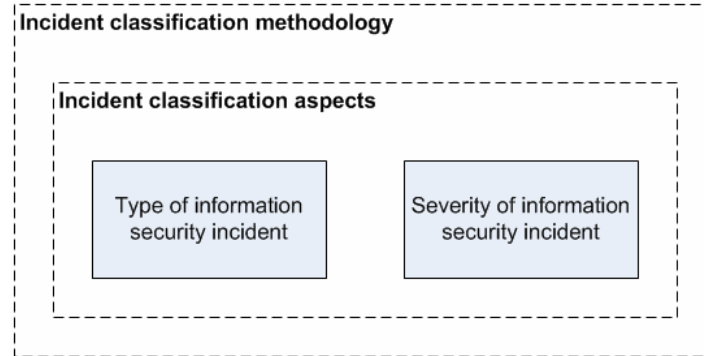 Incident classification methodology
Incident classification aspects
Type of information
security incident
Severity of information
security incident